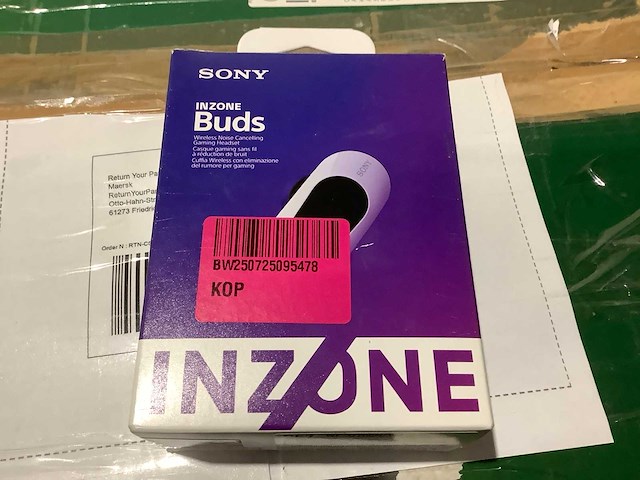 SONY
INZONE
Buds
Wireless Noise Cancelling
Gaming Headset
Casque gaming sans fil
à réduction de bruit
Cuffia Wireless con eliminazione
del rumore per gaming
SONY
BW250725095478
KOP
INZONE
Return Your Pa
Maersk
ReturnYourPa
Otto-Hahn-Str
61273 Friedri
Order N : RTN-C